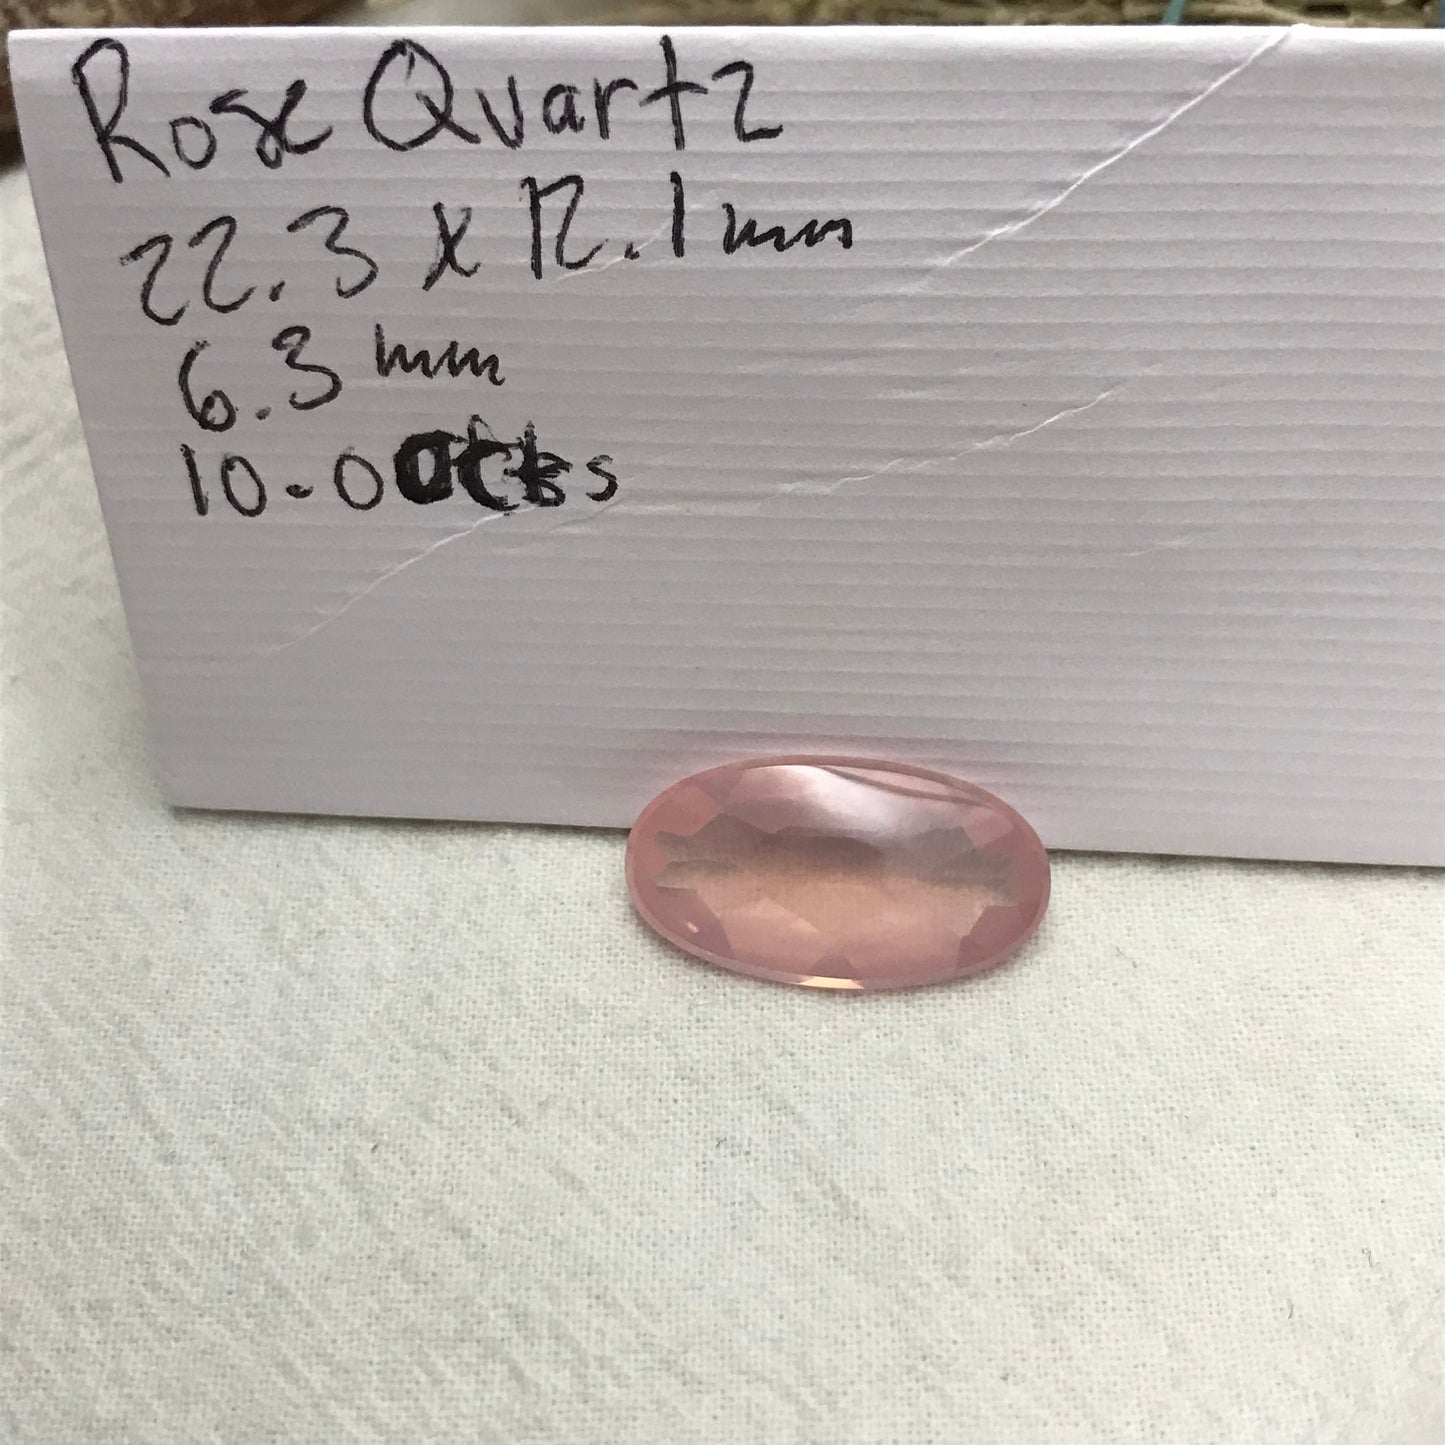 Rose Quartz
22.3 x 12.1 mm
6.3 mm
10.00cts